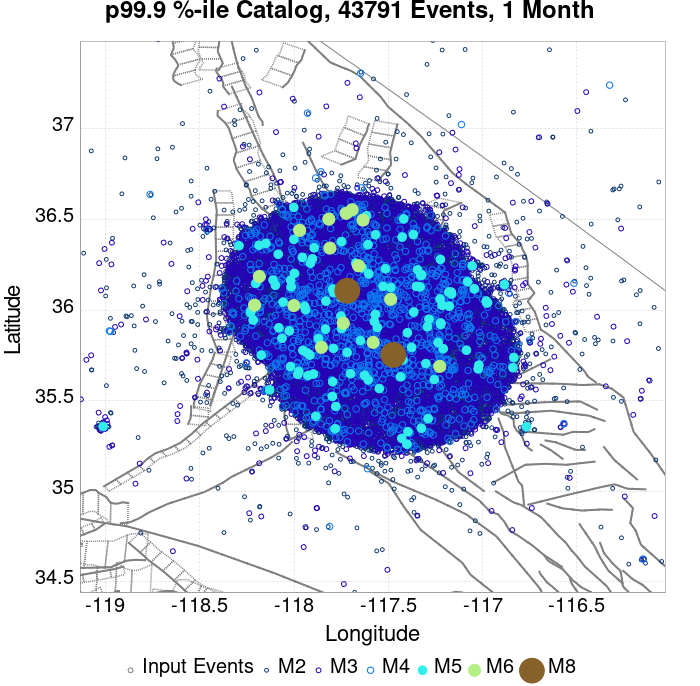 p99.9 %-ile Catalog, 43791 Events, 1 Month
37
36.5
36
35.5
35
34.5
Latitude
-119 -118.5 -118 -117.5 -117 -116.5
Longitude
Input Events M2 M3 M4 M5 M6 M8